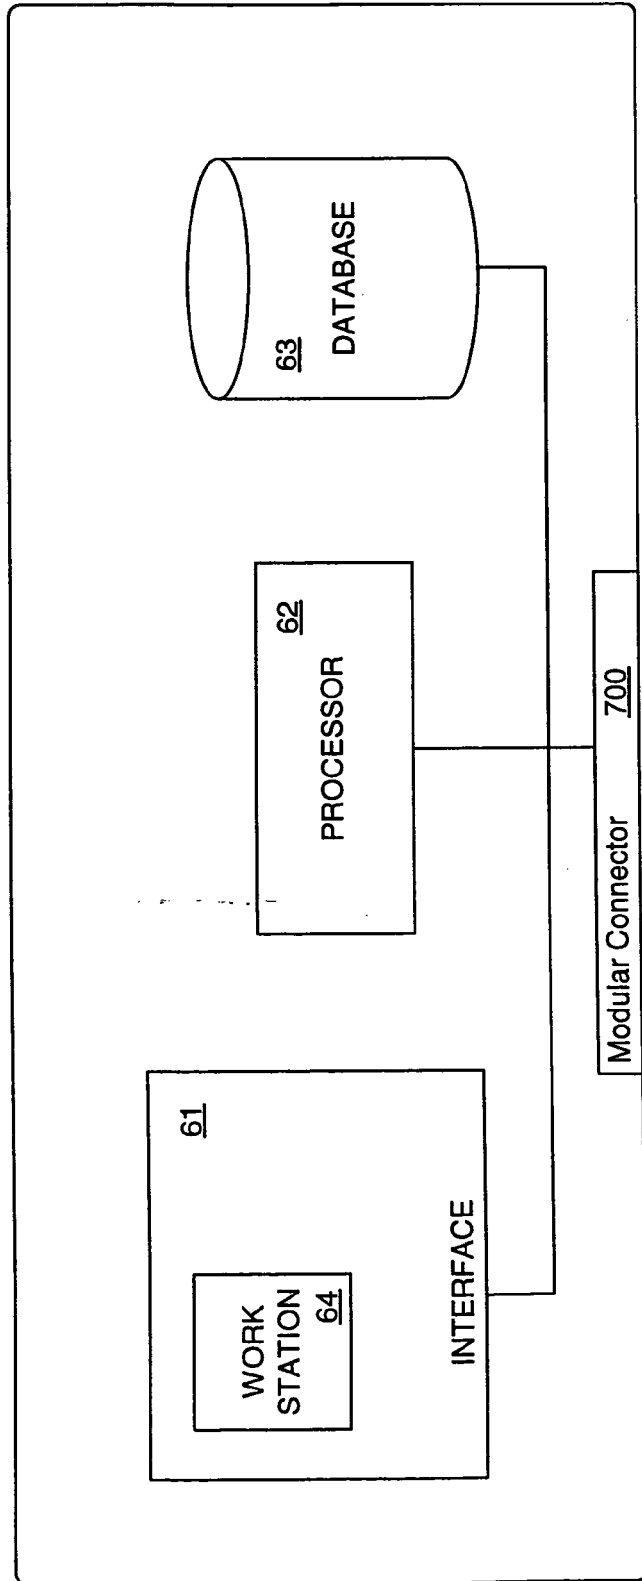 WORK
STATION
64
61
INTERFACE
PROCESSOR
62
63
DATABASE
Modular Connector 700